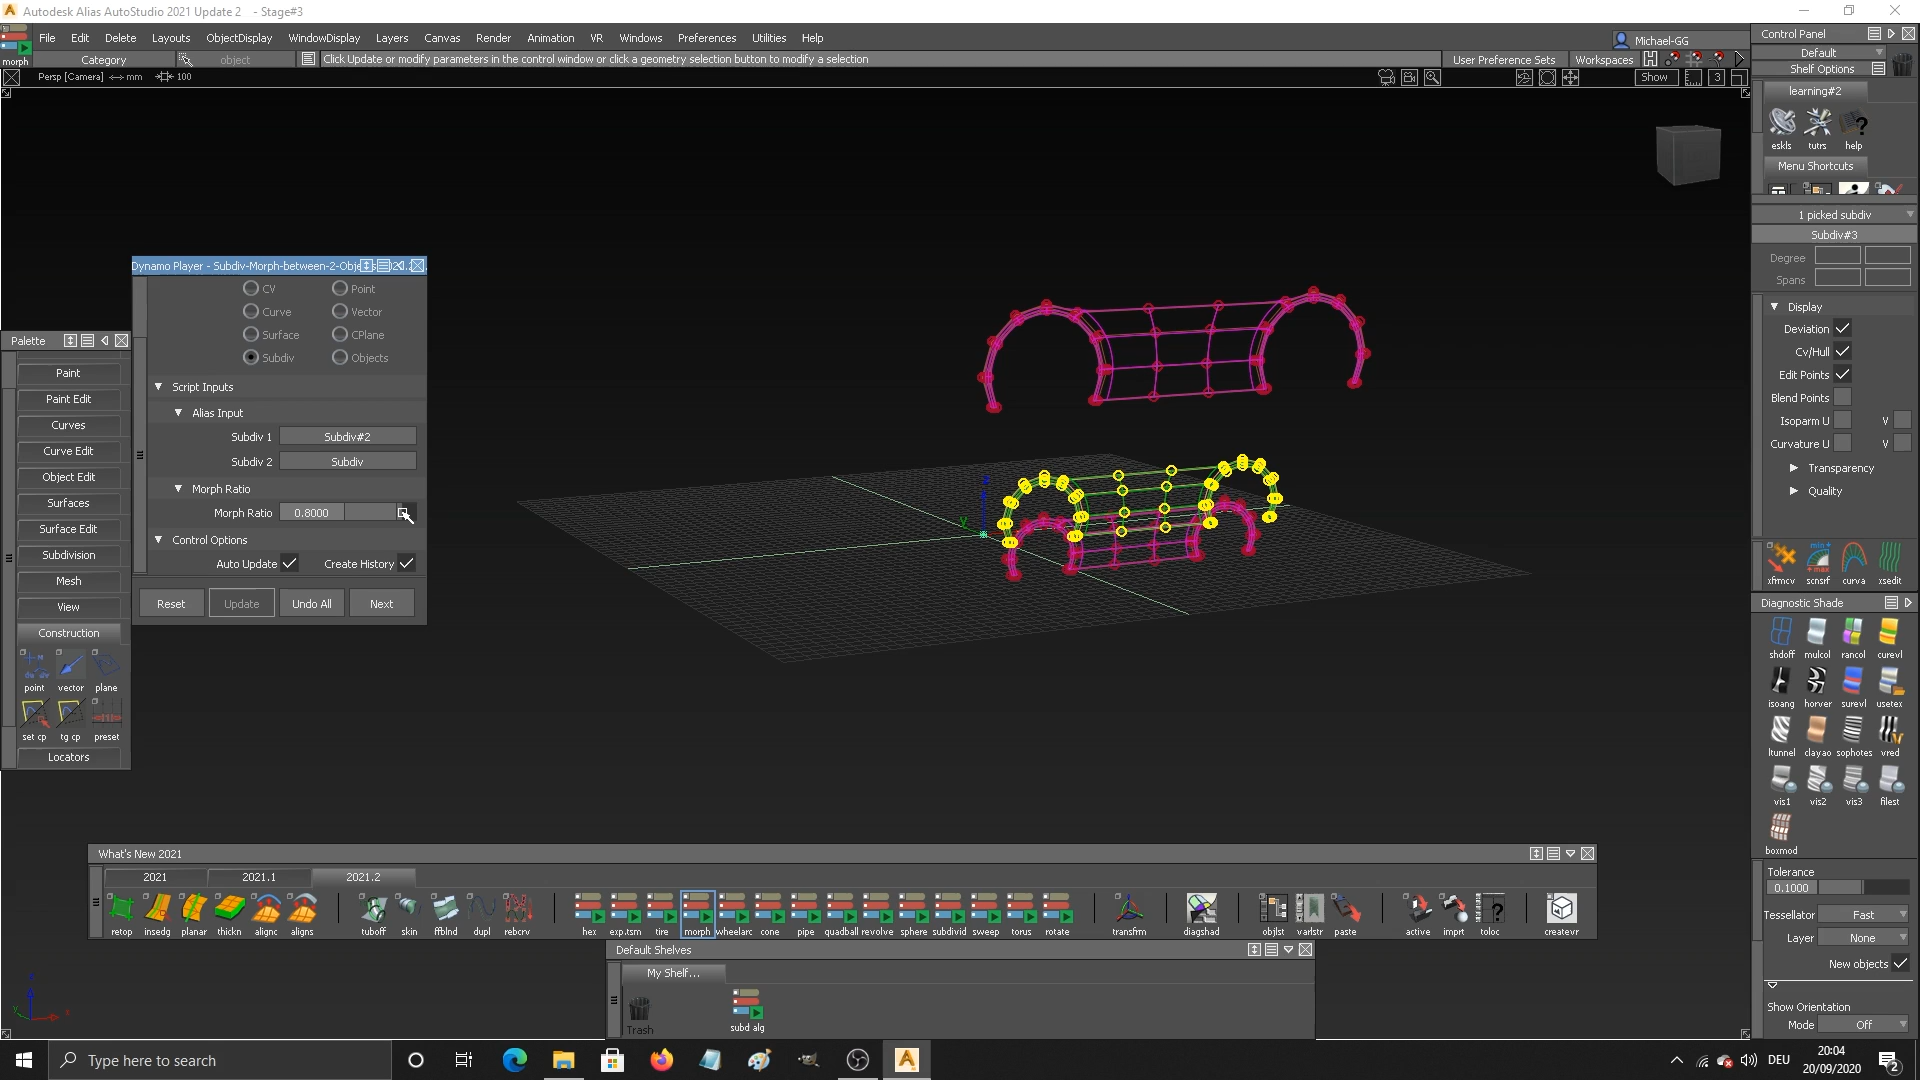 Autodesk Alias AutoStudio 2021 Update 2 - Stage#3
File Edit Delete Layouts ObjectDisplay WindowDisplay Layers Canvas Render Animation VR Windows Preferences Utilities Help
Michael-GG
morph
Category
object
Click Update or modify parameters in the control window or click a geometry selection button to modify a selection
User Preference Sets
Workspaces
Persp [Camera] mm 100
Show
3
Control Panel
Default
Shelf Options
learning#2
eskls tutrs help
Menu Shortcuts
1 picked subdiv
Subdiv#3
Degree
Spans
Display
Deviation
Cv/Hull
Edit Points
Blend Points
Isoparm U V
Curvature U V
Transparency
Quality
xfrmcv scnsrf curva xsedit
Diagnostic Shade
shdoff mulcol rancol curevl
isoang horver surevl usetex
ltunnel clayao sophotes vred
vis1 vis2 vis3 filest
boxmod
Tolerance
0.1000
Tessellator Fast
Layer None
New objects
Show Orientation
Mode Off
Dynamo Player - Subdiv-Morph-between-2-Obje
CV Point
Curve Vector
Surface CPlane
Subdiv Objects
Script Inputs
Alias Input
Subdiv 1 Subdiv#2
Subdiv 2 Subdiv
Morph Ratio
Morph Ratio 0.8000
Control Options
Auto Update Create History
Reset Update Undo All Next
Palette
Paint
Paint Edit
Curves
Curve Edit
Object Edit
Surfaces
Surface Edit
Subdivision
Mesh
View
Construction
point vector plane
set cp tg cp preset
Locators
What's New 2021
2021 2021.1 2021.2
retop insedg planar thickn alignc aligns tuboff skin ffblnd dupl rebcrv hex exp.tsm tire morph wheelarc cone pipe quadball revolve sphere subdivid sweep torus rotate transfrm diagshad objlst varlstr paste active imprt toloc createvr
Default Shelves
My Shelf...
Trash
subd alg
Type here to search
DEU
20:04
20/09/2020
2